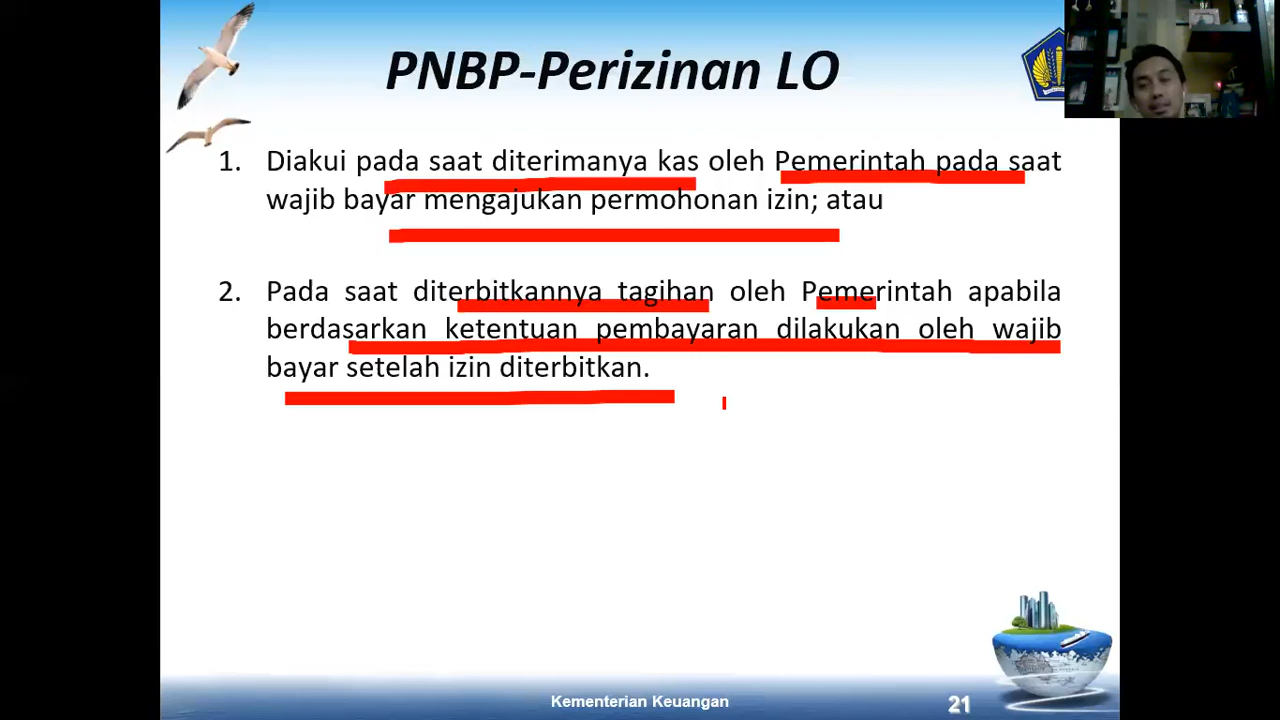 PNBP-Perizinan LO
1. Diakui pada saat diterimanya kas oleh Pemerintah pada saat
wajib bayar mengajukan permohonan izin; atau
2. Pada saat diterbitkannya tagihan oleh Pemerintah apabila
berdasarkan ketentuan pembayaran dilakukan oleh wajib
bayar setelah izin diterbitkan.
Kementerian Keuangan
21